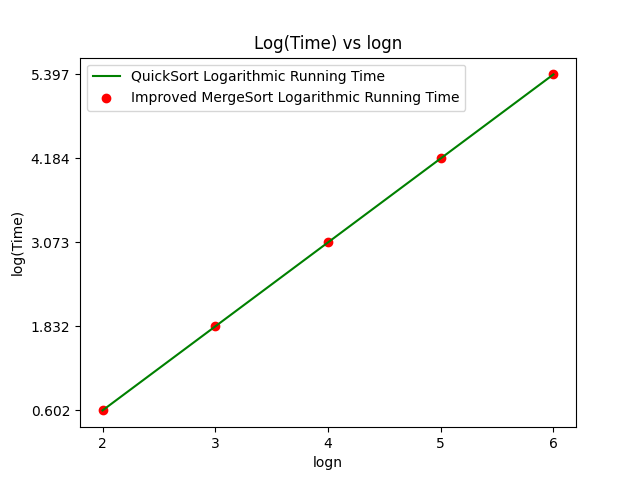 Log(Time) vs logn
QuickSort Logarithmic Running Time
Improved MergeSort Logarithmic Running Time
log(Time)
5.397
4.184
3.073
1.832
0.602
2 3 4 5 6
logn